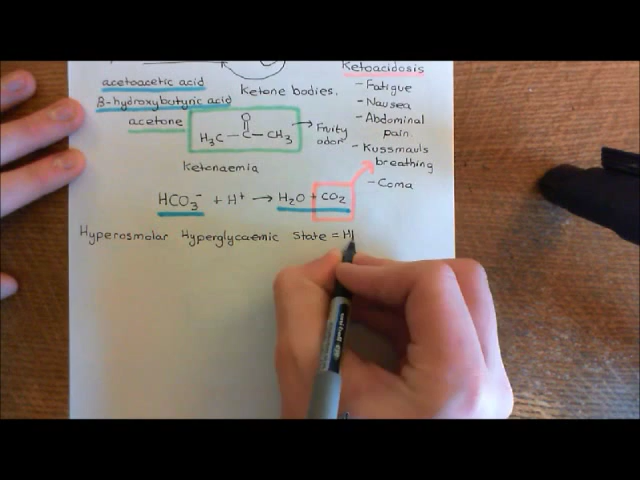 acetoacetic acid
β-hydroxybutyric acid
acetone
Ketone bodies.
O
H₃C — C — CH₃
Fruity
odor
Ketonaemia
HCO₃⁻ + H⁺ → H₂O + CO₂
Ketoacidosis
- Fatigue
- Nausea
- Abdominal
pain.
- Kussmauls
breathing
- Coma
Hyperosmolar Hyperglycaemic State = H